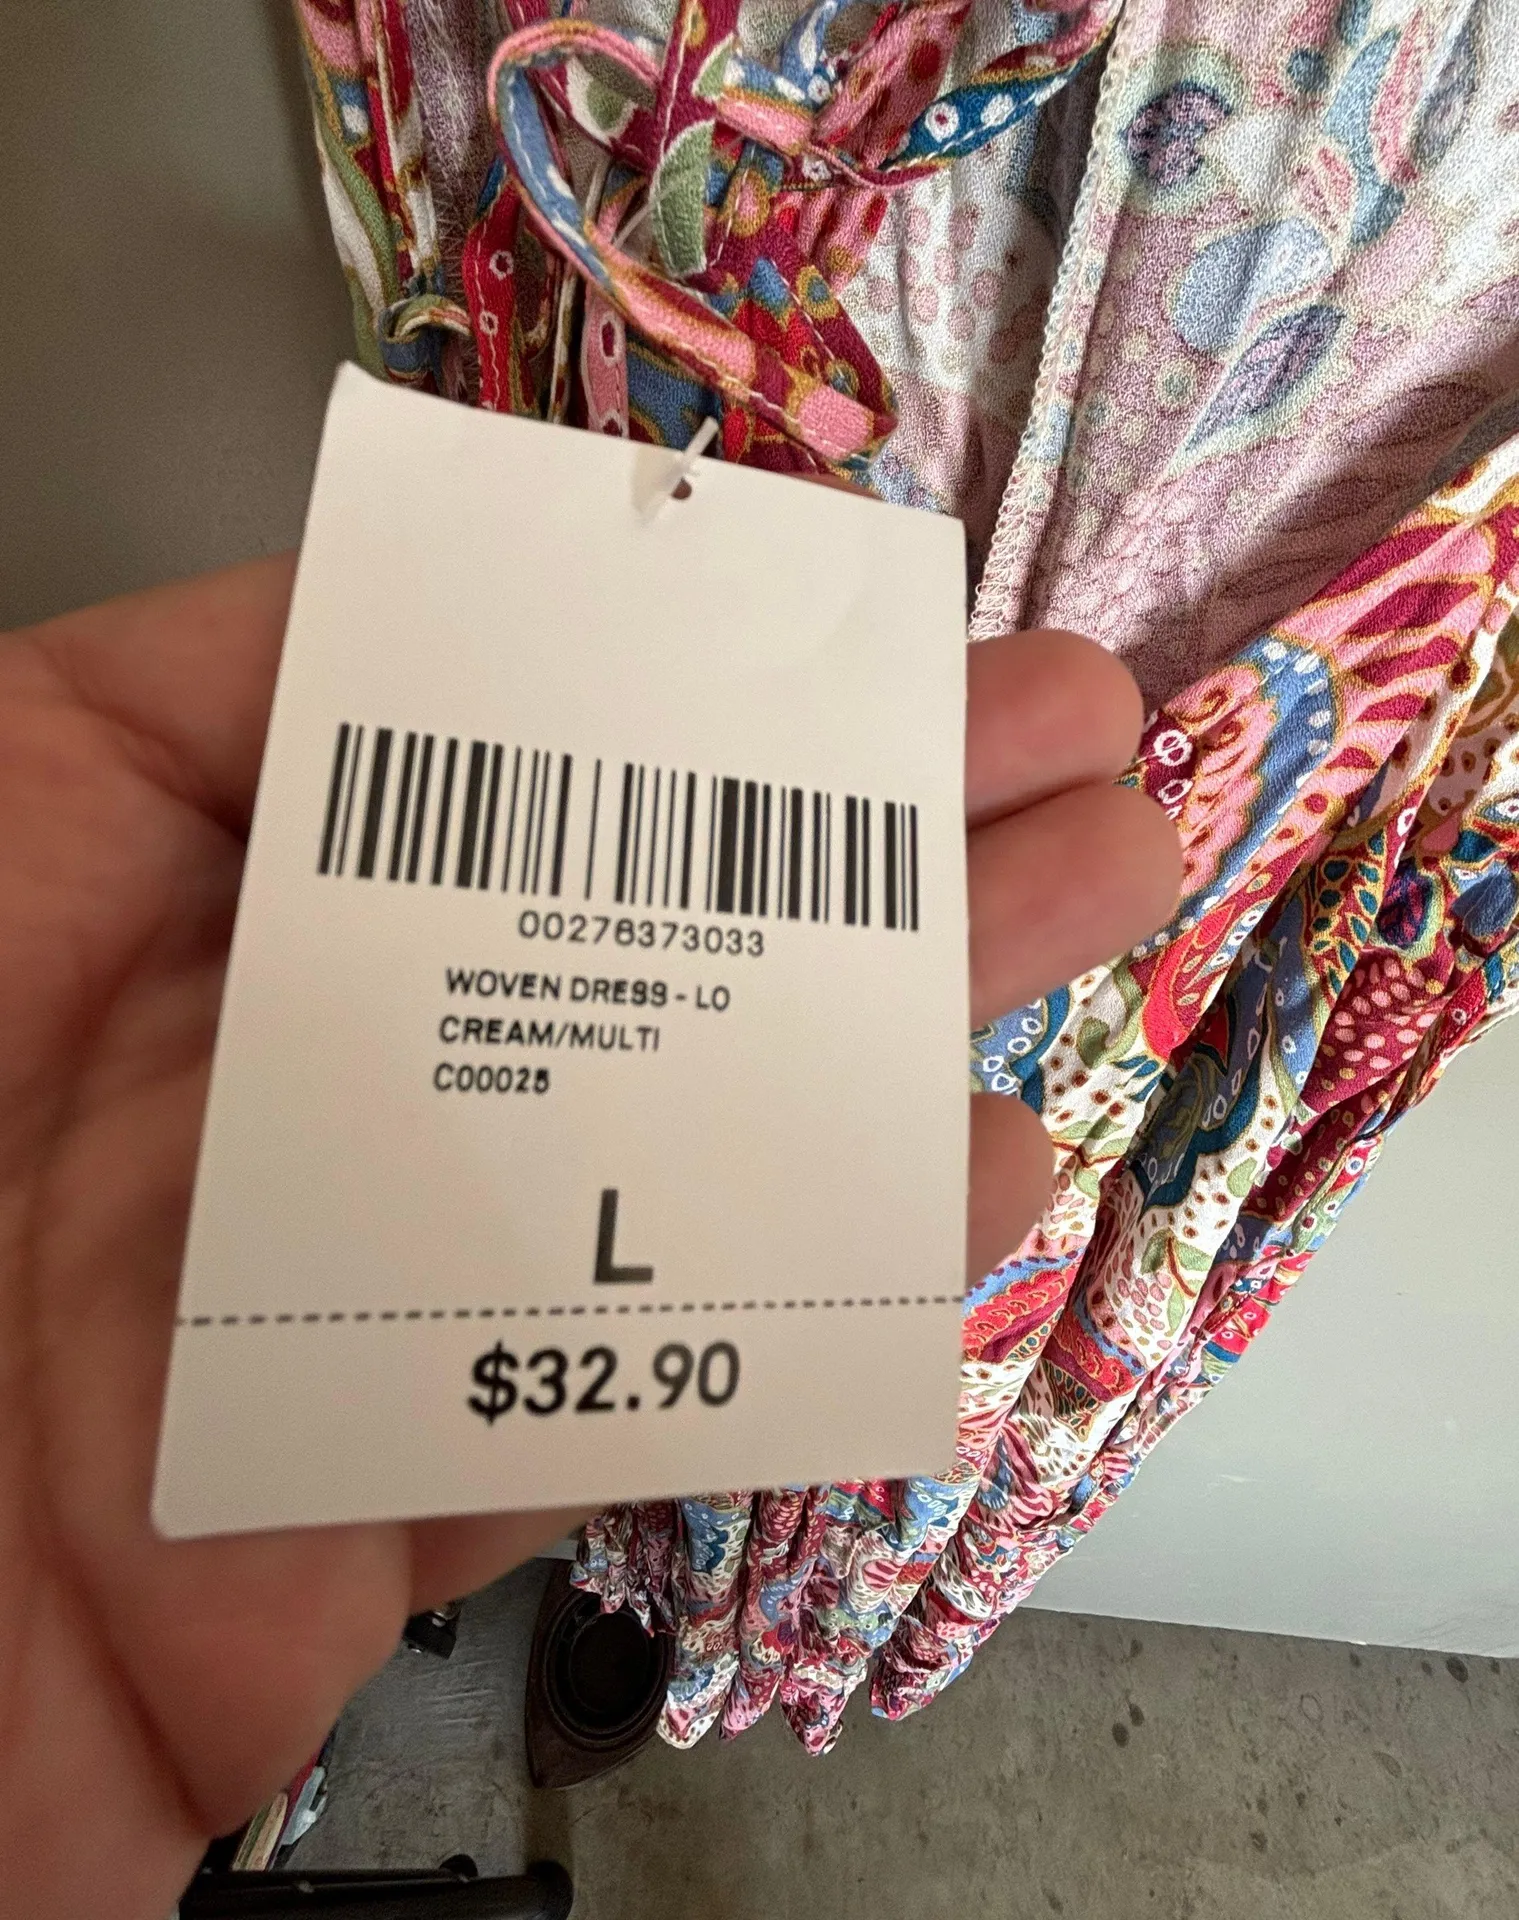 00276373033
WOVEN DRESS - LO
CREAM/MULTI
C00025
L
$32.90